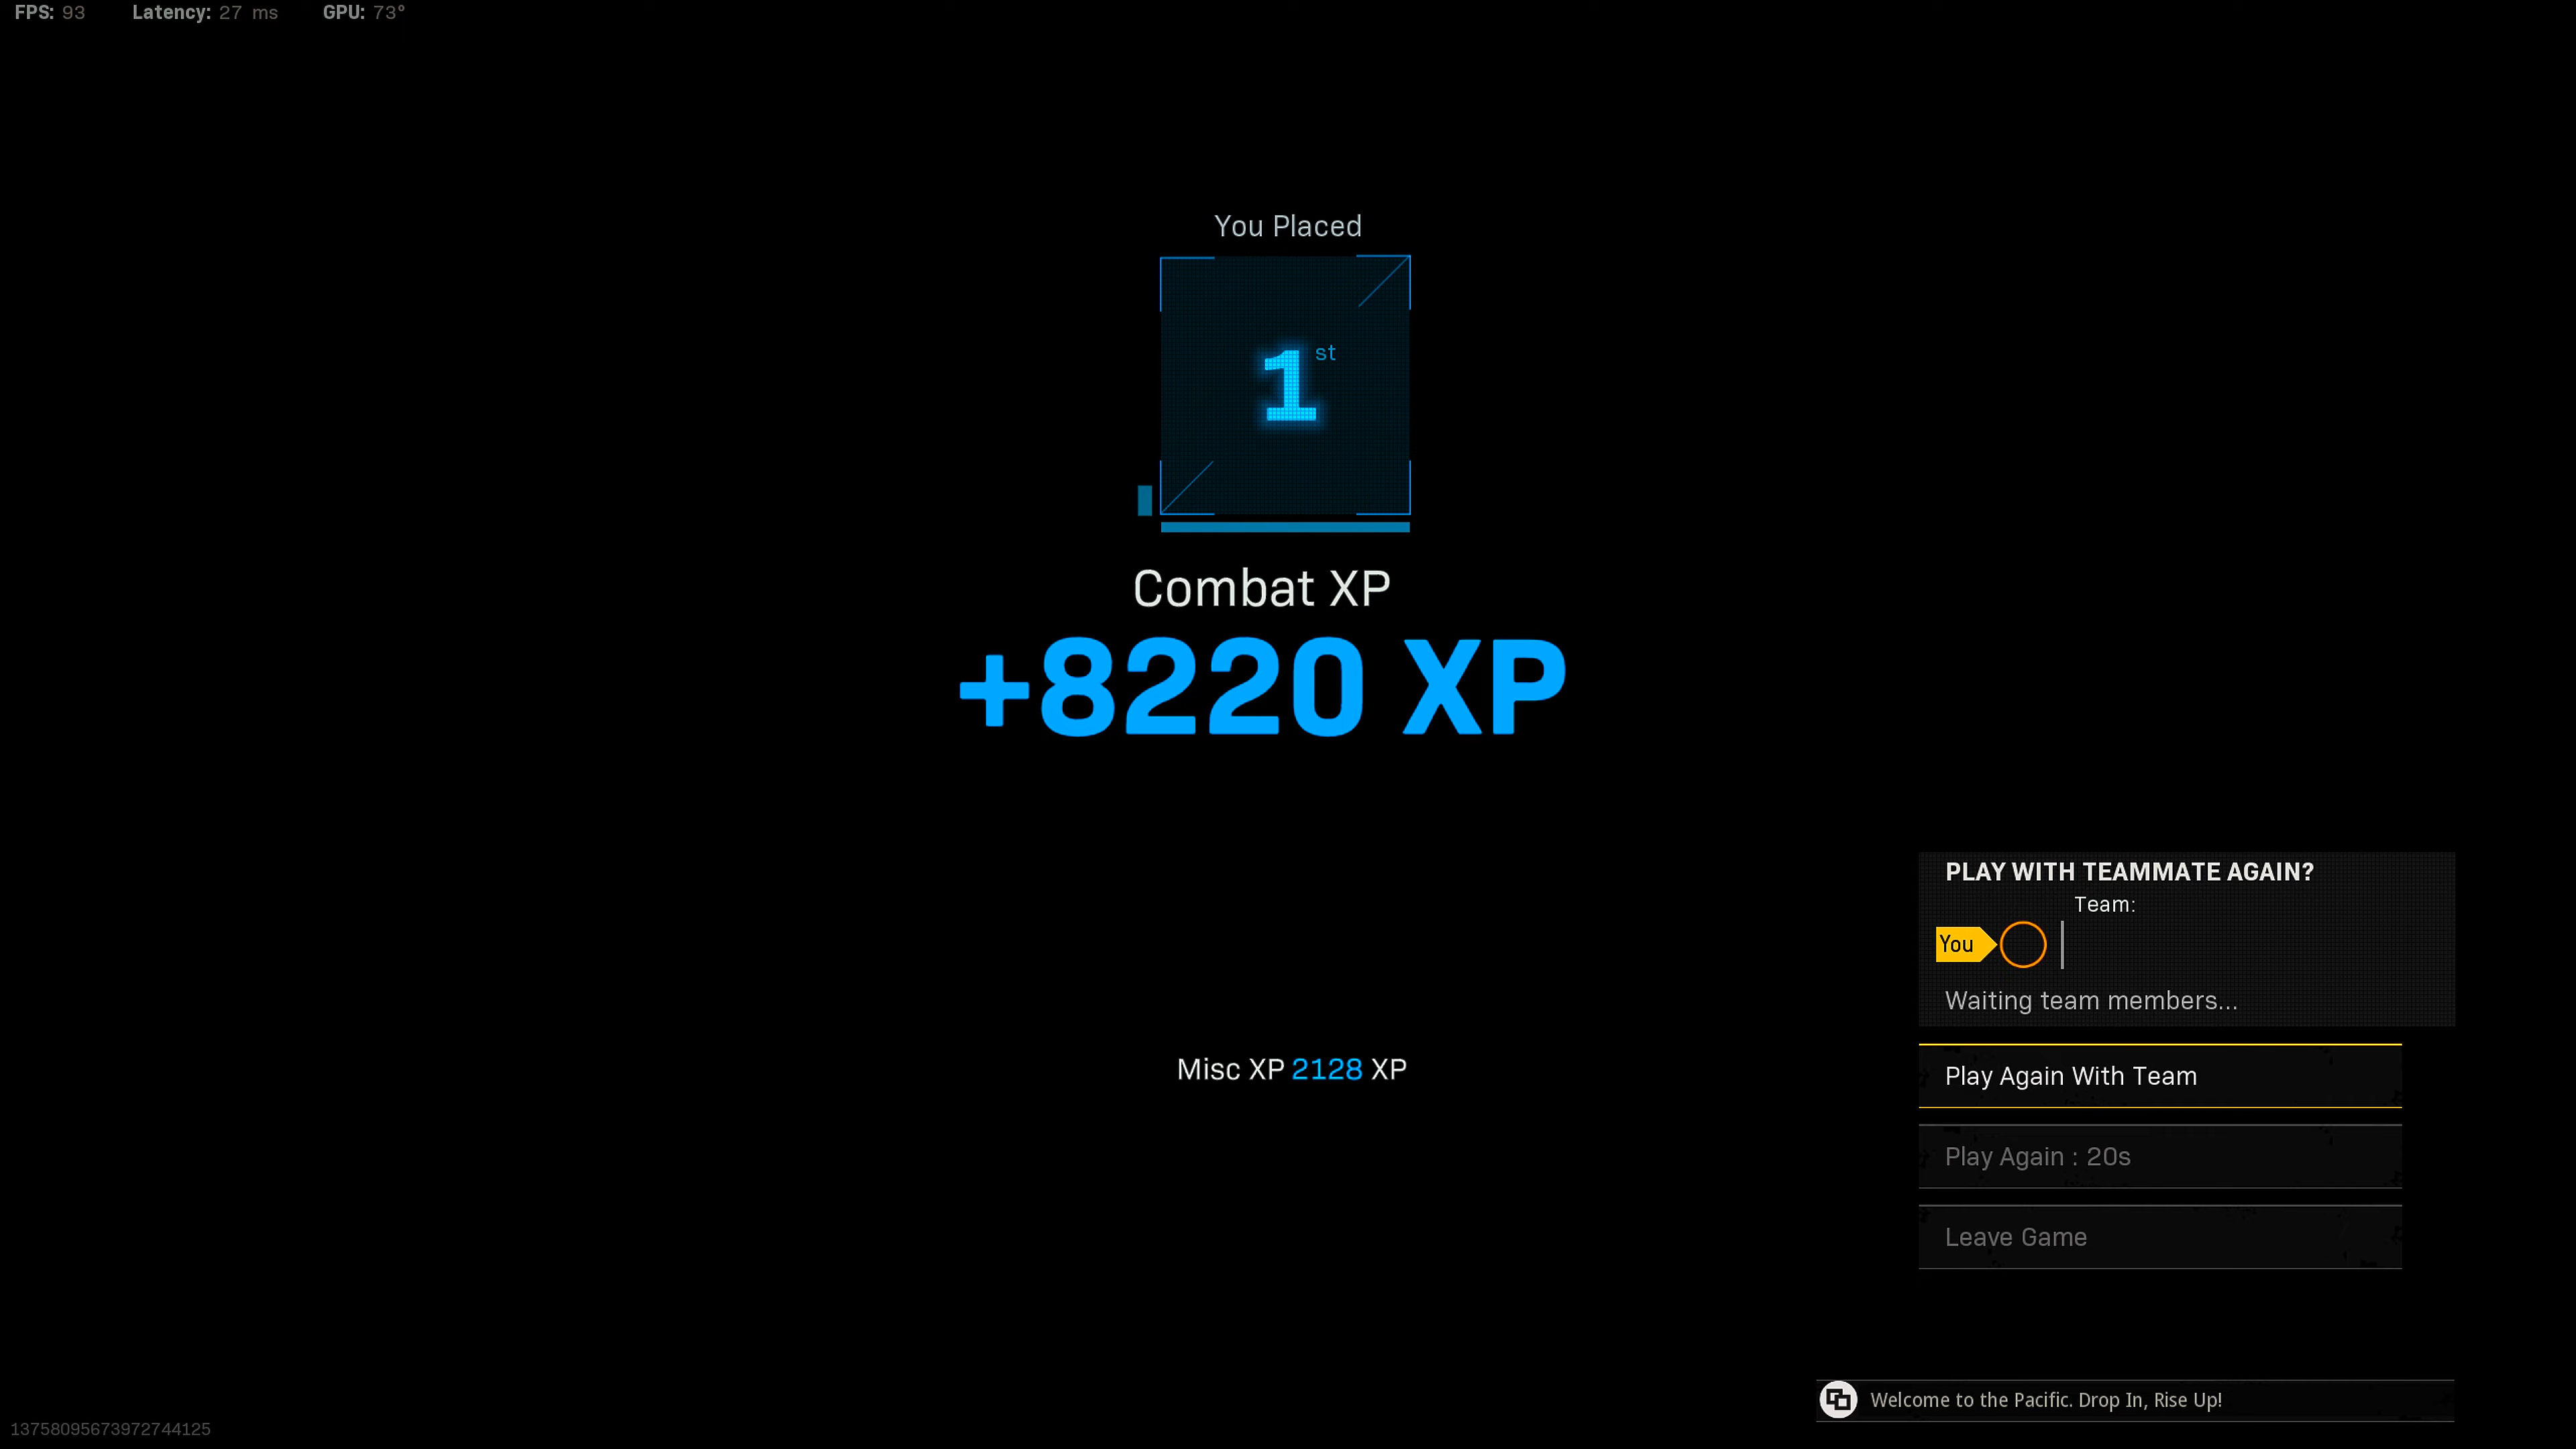 FPS: 93 Latency: 27 ms GPU: 73°
You Placed
1st
Combat XP
+8220 XP
Misc XP 2128 XP
PLAY WITH TEAMMATE AGAIN?
Team:
You
Waiting team members...
Play Again With Team
Play Again : 20s
Leave Game
Welcome to the Pacific. Drop In, Rise Up!
13758095673972744125